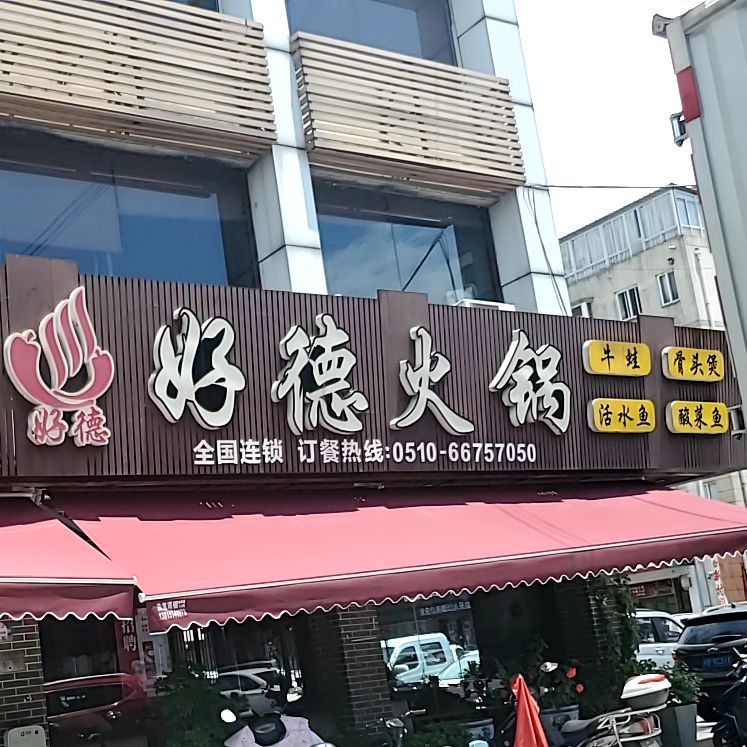 好德火锅
好德
全国连锁 订餐热线:0510-66757050
牛蛙
骨头煲
活水鱼
酸菜鱼
聘